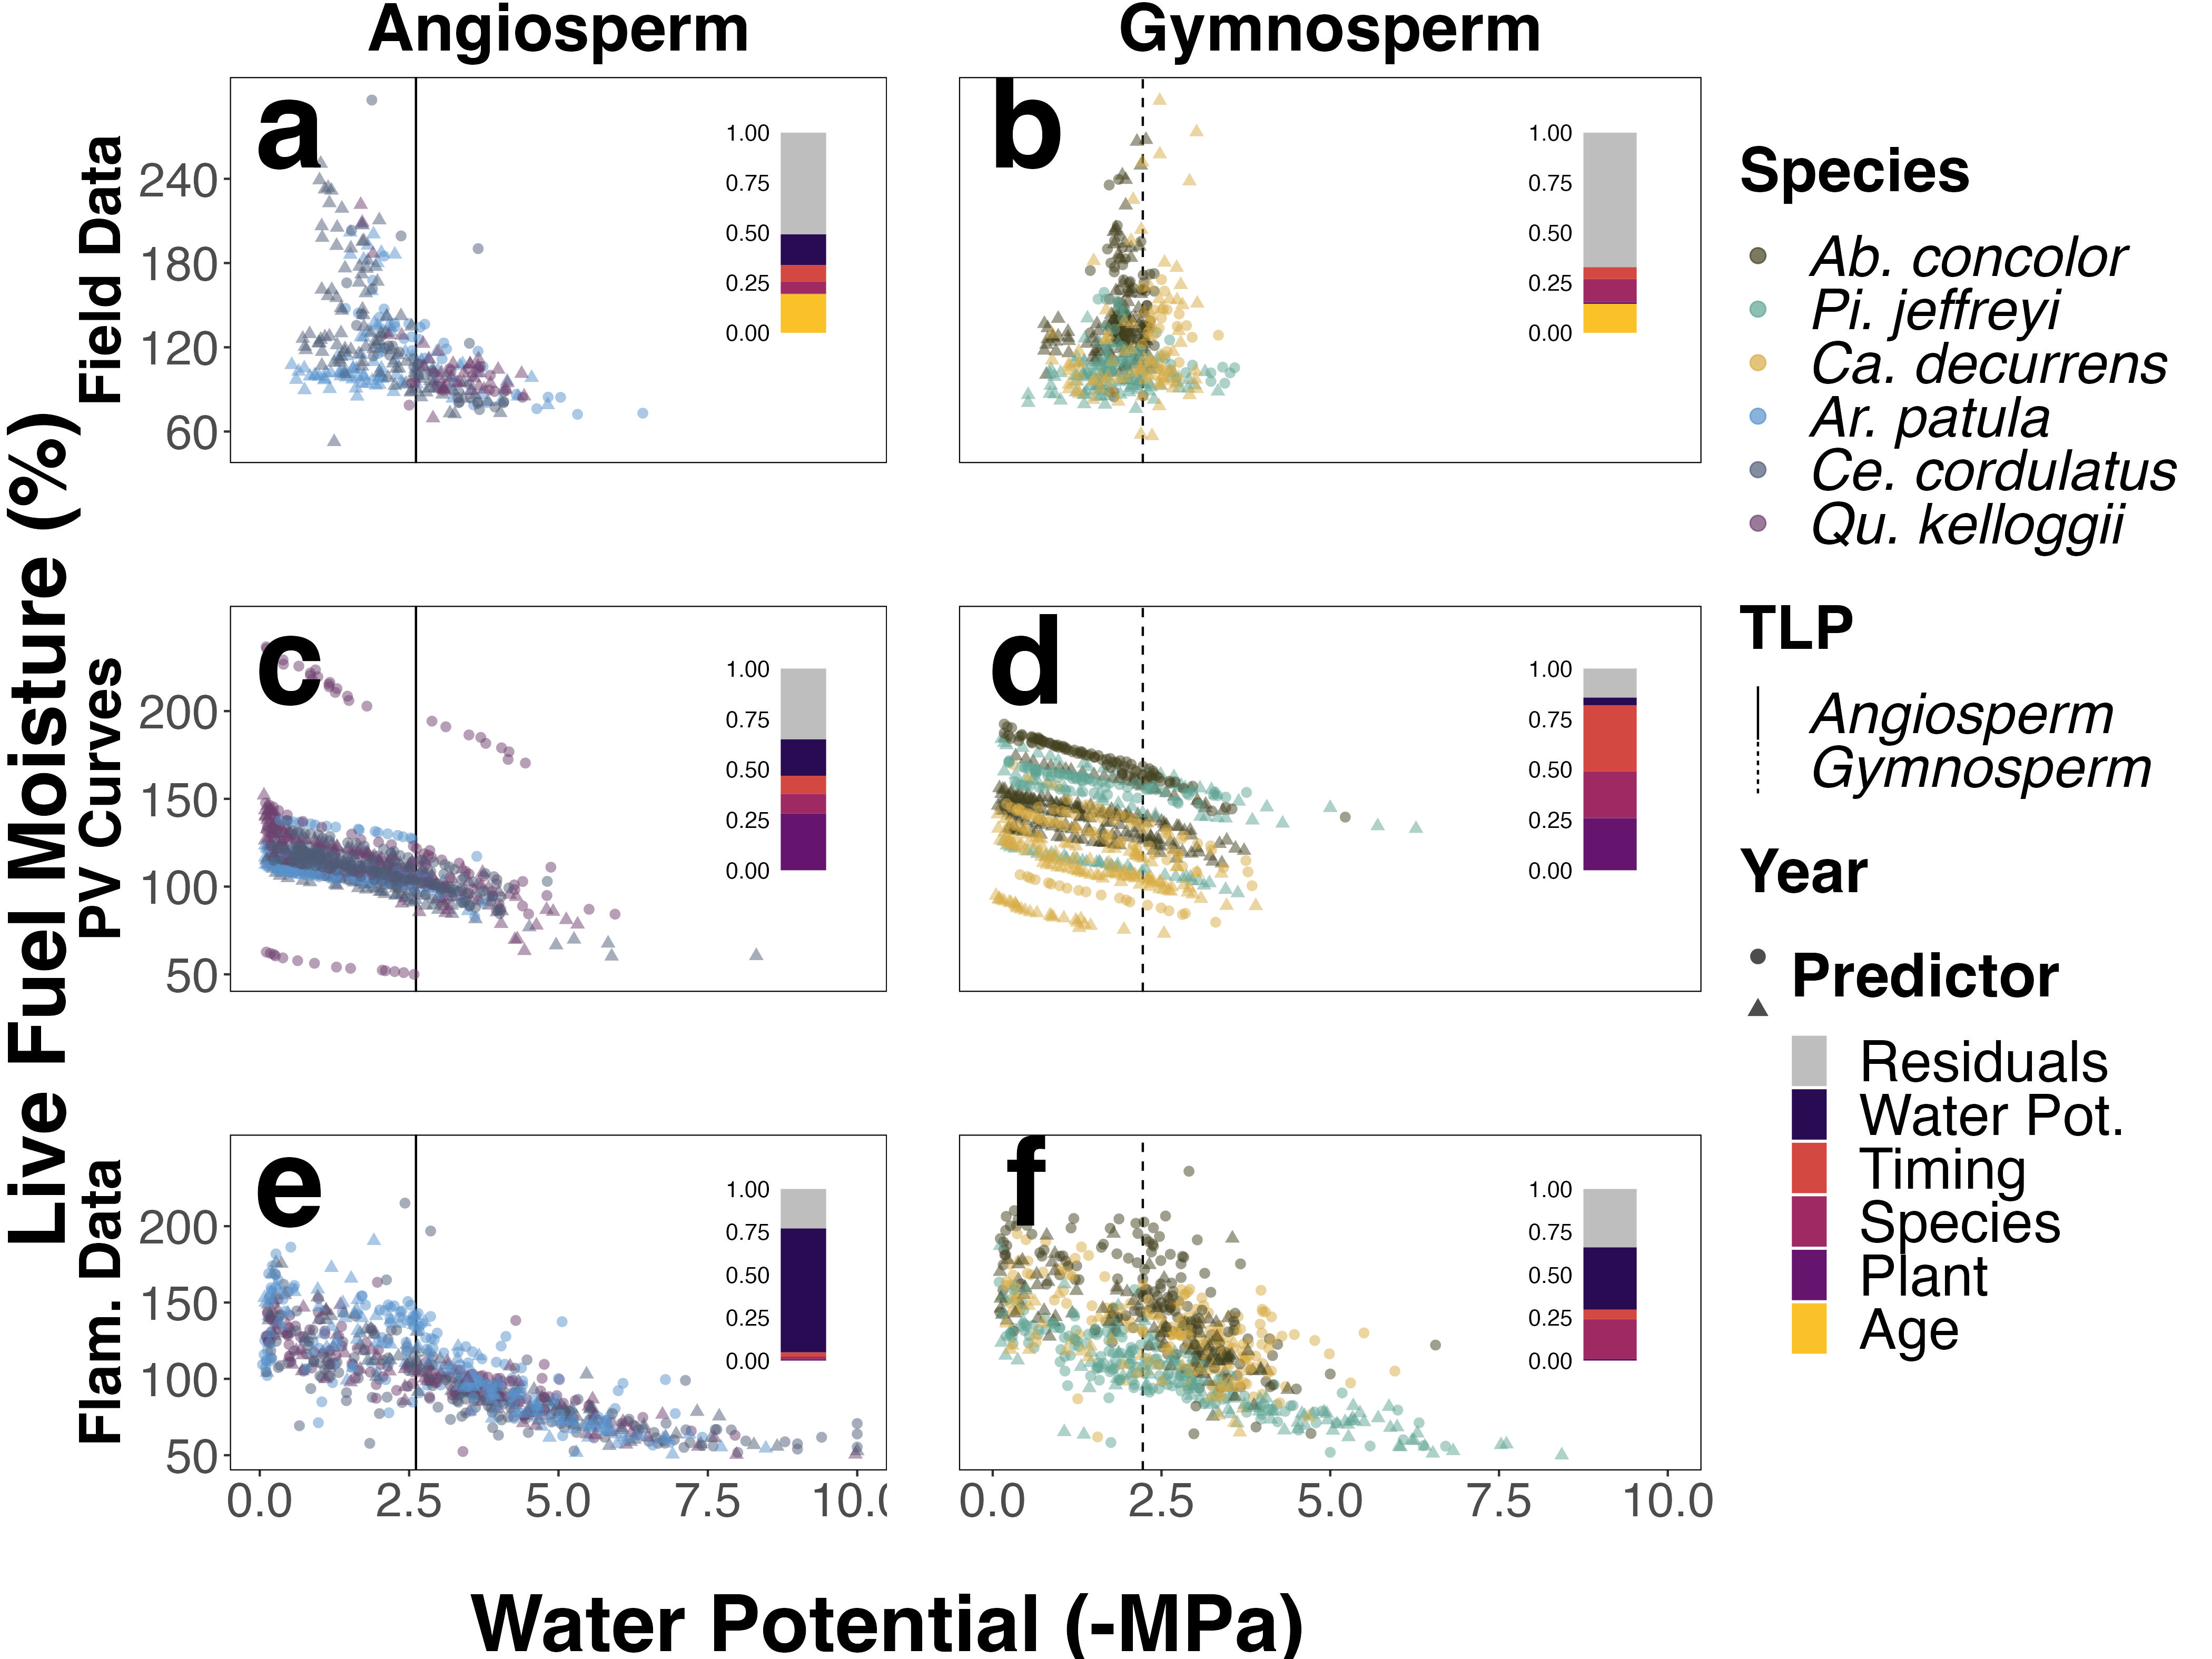 Angiosperm
Gymnosperm
Live Fuel Moisture (%)
Field Data
240
180
120
60
a
1.00
0.75
0.50
0.25
0.00
b
1.00
0.75
0.50
0.25
0.00
PV Curves
200
150
100
50
c
1.00
0.75
0.50
0.25
0.00
d
1.00
0.75
0.50
0.25
0.00
Flam. Data
200
150
100
50
e
1.00
0.75
0.50
0.25
0.00
f
1.00
0.75
0.50
0.25
0.00
0.0 2.5 5.0 7.5 10.0
0.0 2.5 5.0 7.5 10.0
Water Potential (-MPa)
Species
Ab. concolor
Pi. jeffreyi
Ca. decurrens
Ar. patula
Ce. cordulatus
Qu. kelloggii
TLP
Angiosperm
Gymnosperm
Year
Predictor
Residuals
Water Pot.
Timing
Species
Plant
Age